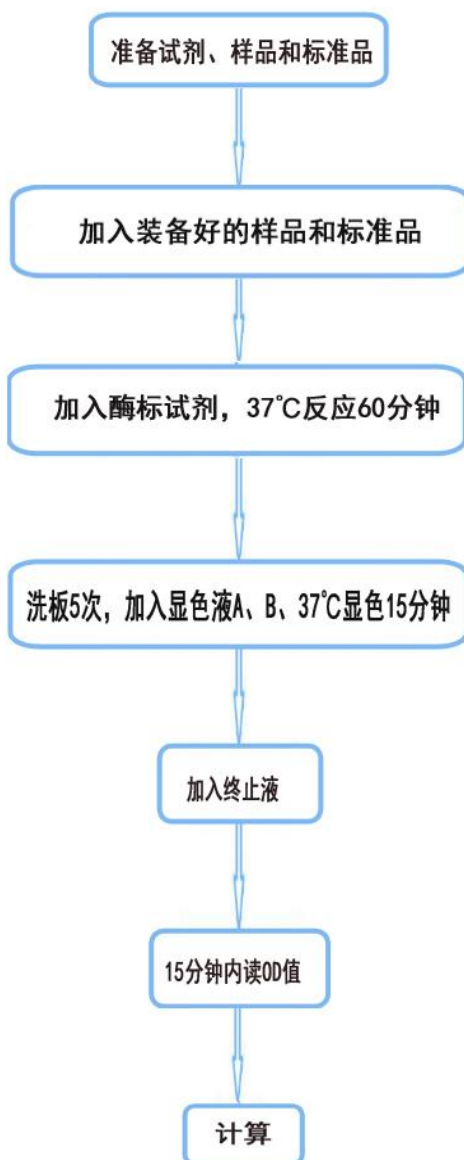 准备试剂、样品和标准品
加入装备好的样品和标准品
加入酶标试剂，37℃反应60分钟
洗板5次，加入显色液A、B、37℃显色15分钟
加入终止液
15分钟内读OD值
计算